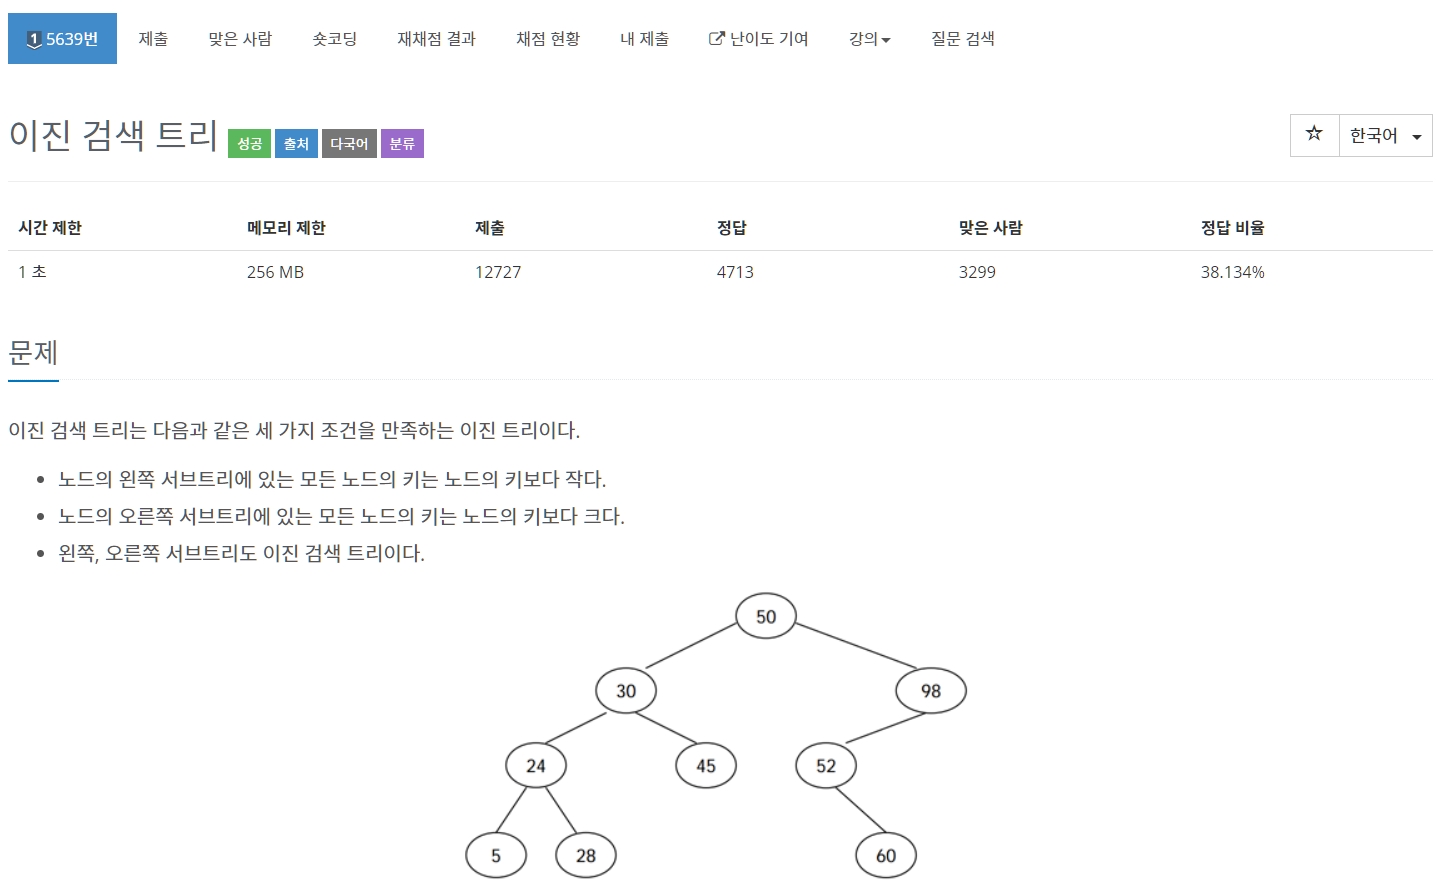 1 5639번 제출 맞은 사람 숏코딩 재채점 결과 채점 현황 내 제출 난이도 기여 강의 질문 검색
이진 검색 트리 성공 출처 다국어 분류 한국어
시간 제한 메모리 제한 제출 정답 맞은 사람 정답 비율
1 초 256 MB 12727 4713 3299 38.134%
문제
이진 검색 트리는 다음과 같은 세 가지 조건을 만족하는 이진 트리이다.
노드의 왼쪽 서브트리에 있는 모든 노드의 키는 노드의 키보다 작다.
노드의 오른쪽 서브트리에 있는 모든 노드의 키는 노드의 키보다 크다.
왼쪽, 오른쪽 서브트리도 이진 검색 트리이다.
50
30 98
24 45 52
5 28 60